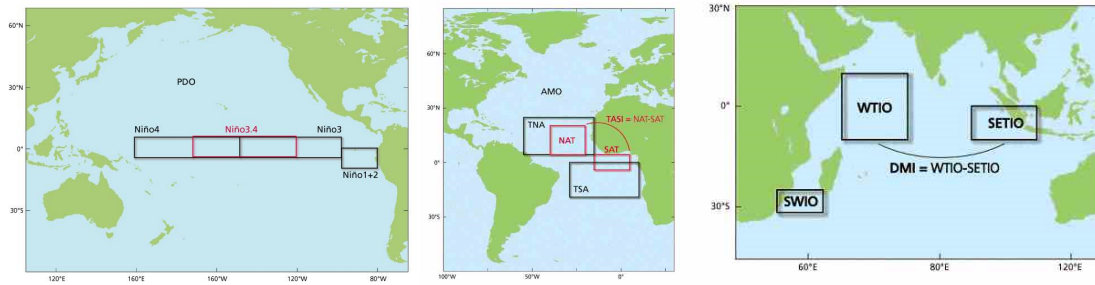 60°N
30°N
0°
30°S
PDO
Niño4
Niño3.4
Niño3
Niño1+2
120°E
160°E
160°W
120°W
80°W
60°N
30°N
0°
30°S
AMO
TNA
TASI = NAT-SAT
NAT
SAT
TSA
100°W
50°W
0°
30°N
0°
30°S
WTIO
SETIO
DMI = WTIO-SETIO
SWIO
60°E
80°E
120°E